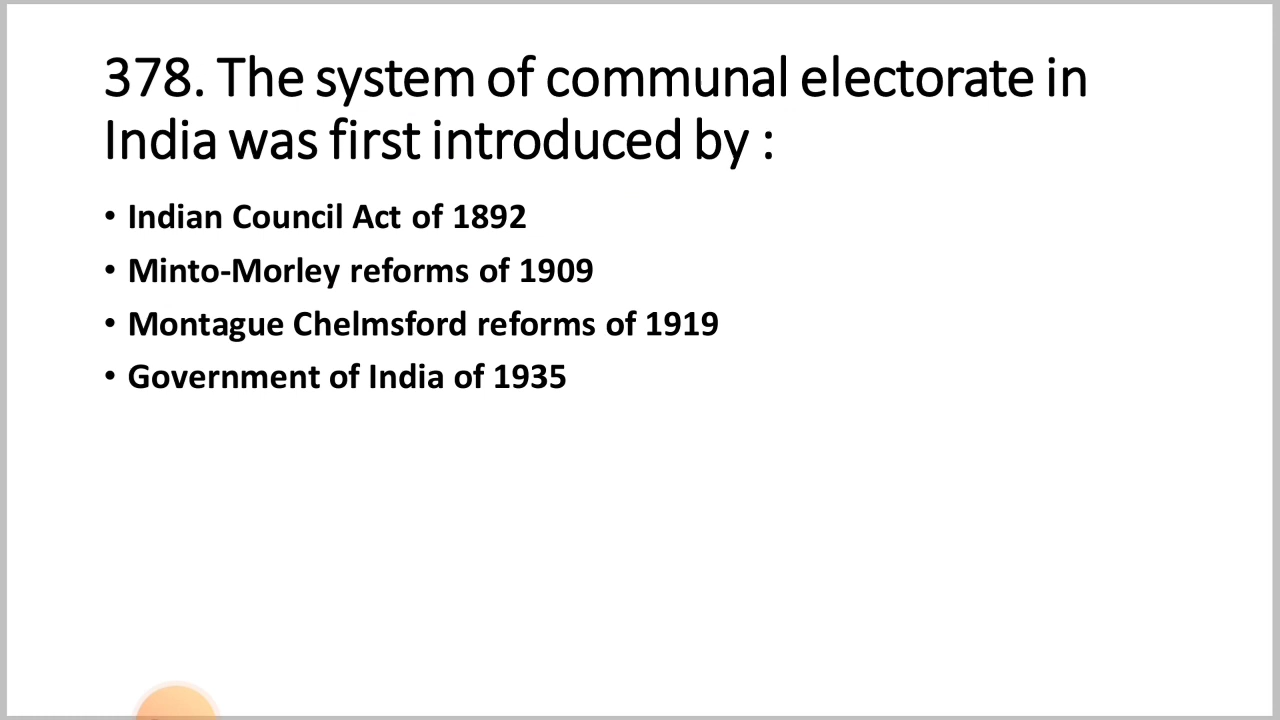 378. The system of communal electorate in
India was first introduced by :
• Indian Council Act of 1892
• Minto-Morley reforms of 1909
• Montague Chelmsford reforms of 1919
• Government of India of 1935